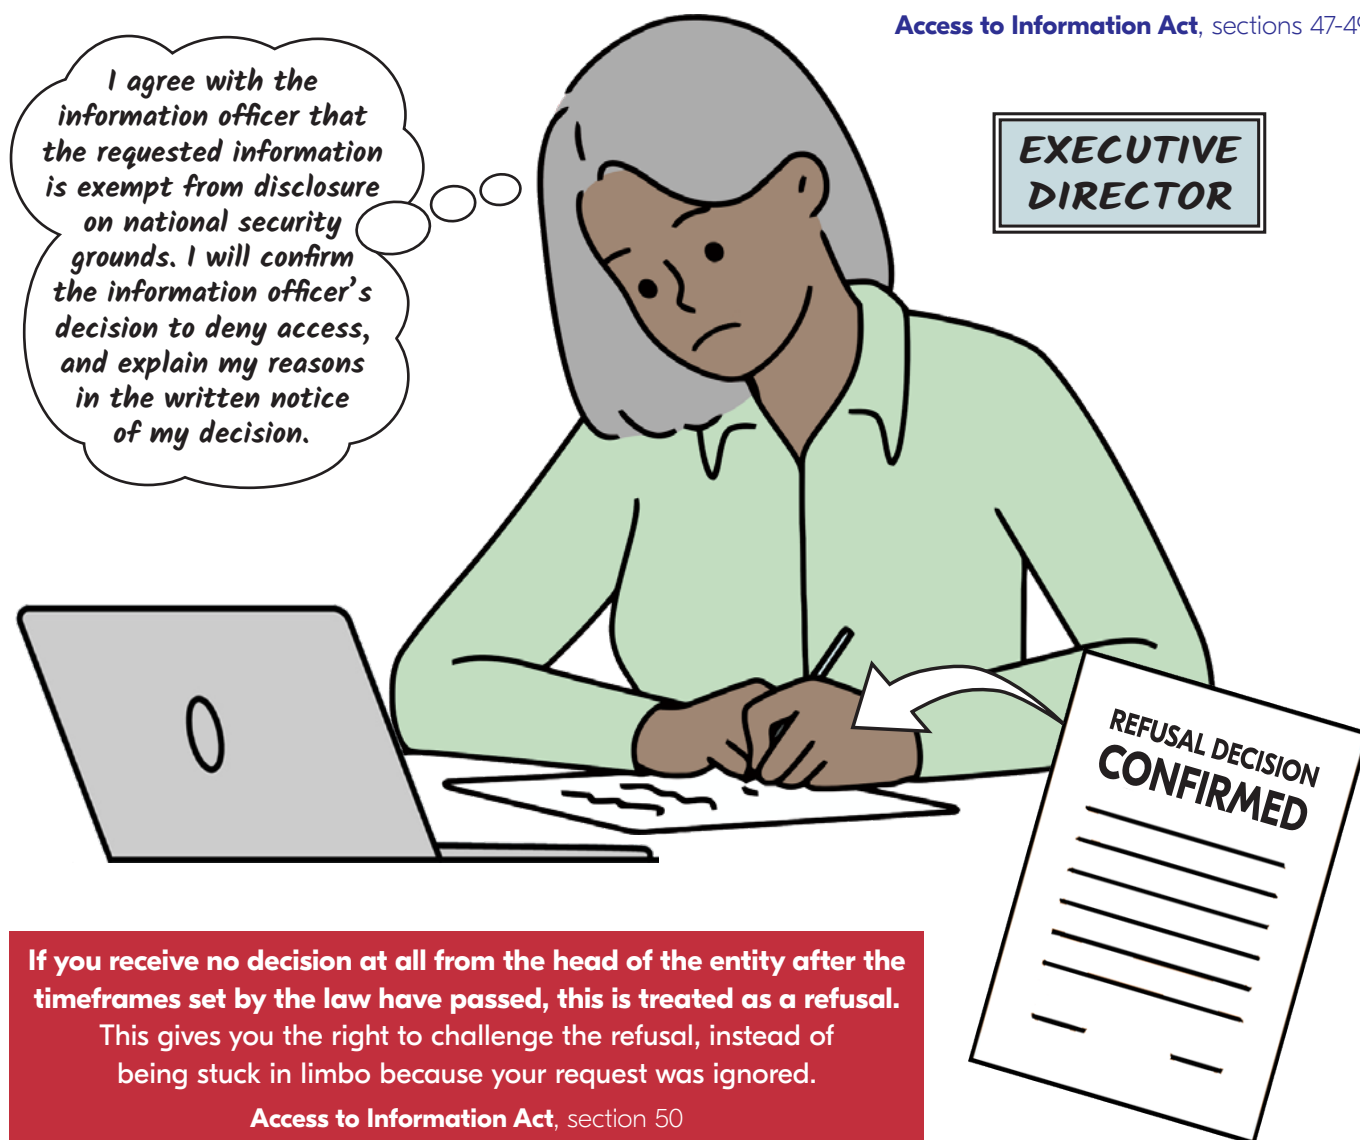 Access to Information Act, sections 47-49
I agree with the
information officer that
the requested information
is exempt from disclosure
on national security
grounds. I will confirm
the information officer’s
decision to deny access,
and explain my reasons
in the written notice
of my decision.
EXECUTIVE
DIRECTOR
REFUSAL DECISION
CONFIRMED
If you receive no decision at all from the head of the entity after the
timeframes set by the law have passed, this is treated as a refusal.
This gives you the right to challenge the refusal, instead of
being stuck in limbo because your request was ignored.
Access to Information Act, section 50